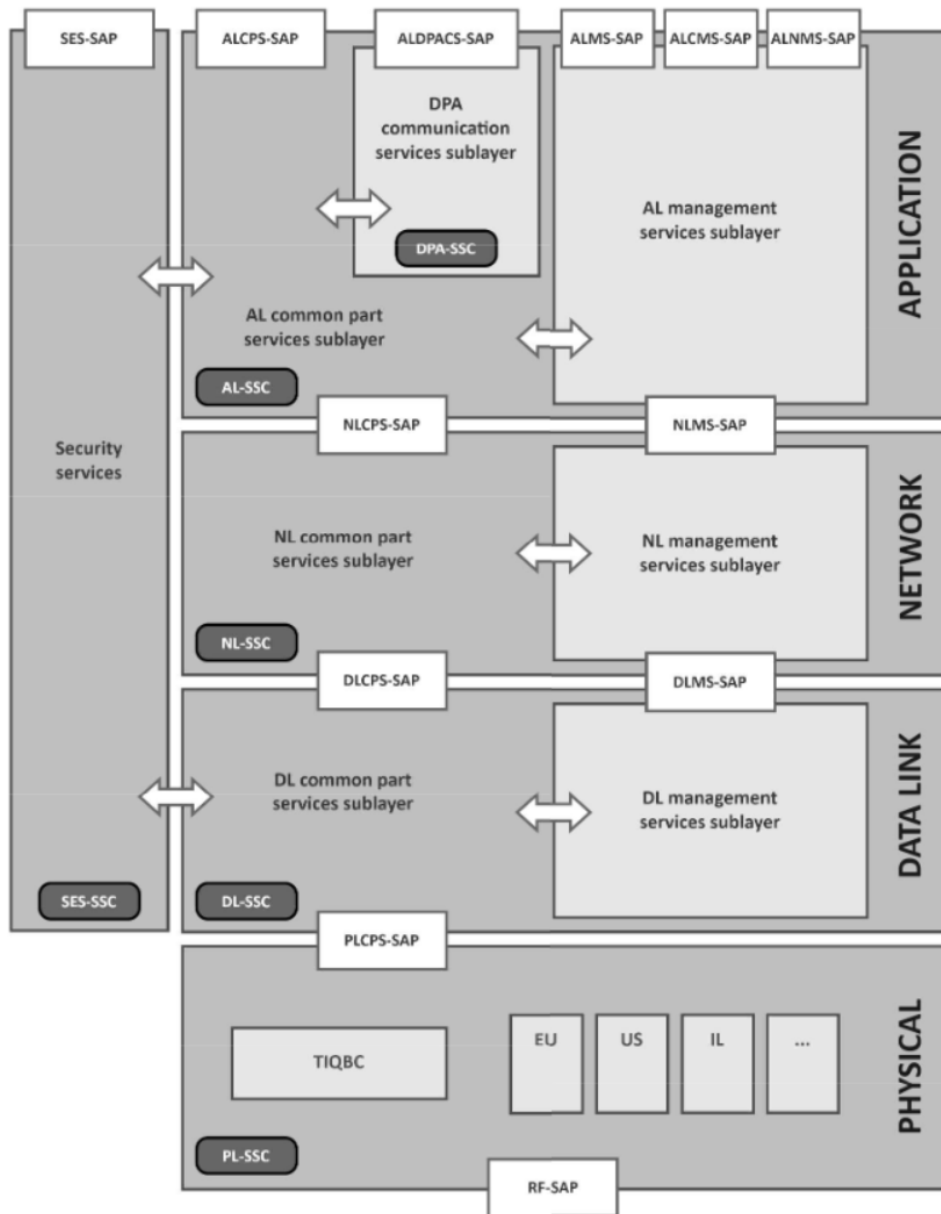 SES-SAP
ALCPS-SAP
ALDPACS-SAP
ALMS-SAP
ALCMS-SAP
ALNMS-SAP
DPA
communication
services sublayer
DPA-SSC
AL management
services sublayer
APPLICATION
AL common part
services sublayer
AL-SSC
Security
services
NLCPS-SAP
NLMS-SAP
NL common part
services sublayer
NL management
services sublayer
NETWORK
NL-SSC
DLCPS-SAP
DLMS-SAP
DL common part
services sublayer
DL management
services sublayer
DATA LINK
SES-SSC
DL-SSC
PLCPS-SAP
TIQBC
EU
US
IL
...
PHYSICAL
PL-SSC
RF-SAP